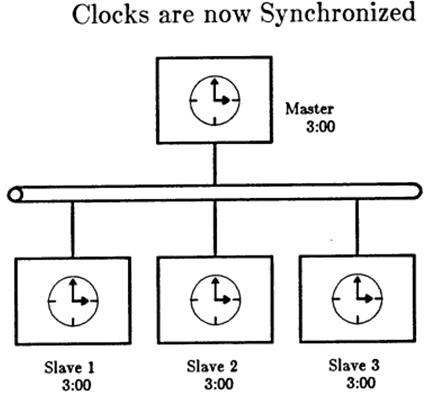 Clocks are now Synchronized
Master
3:00
Slave 1
3:00
Slave 2
3:00
Slave 3
3:00